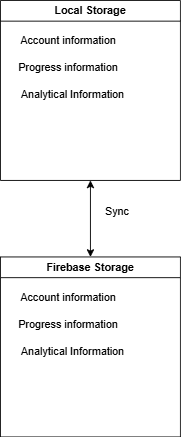 Local Storage
Account information
Progress information
Analytical Information
Sync
Firebase Storage
Account information
Progress information
Analytical Information